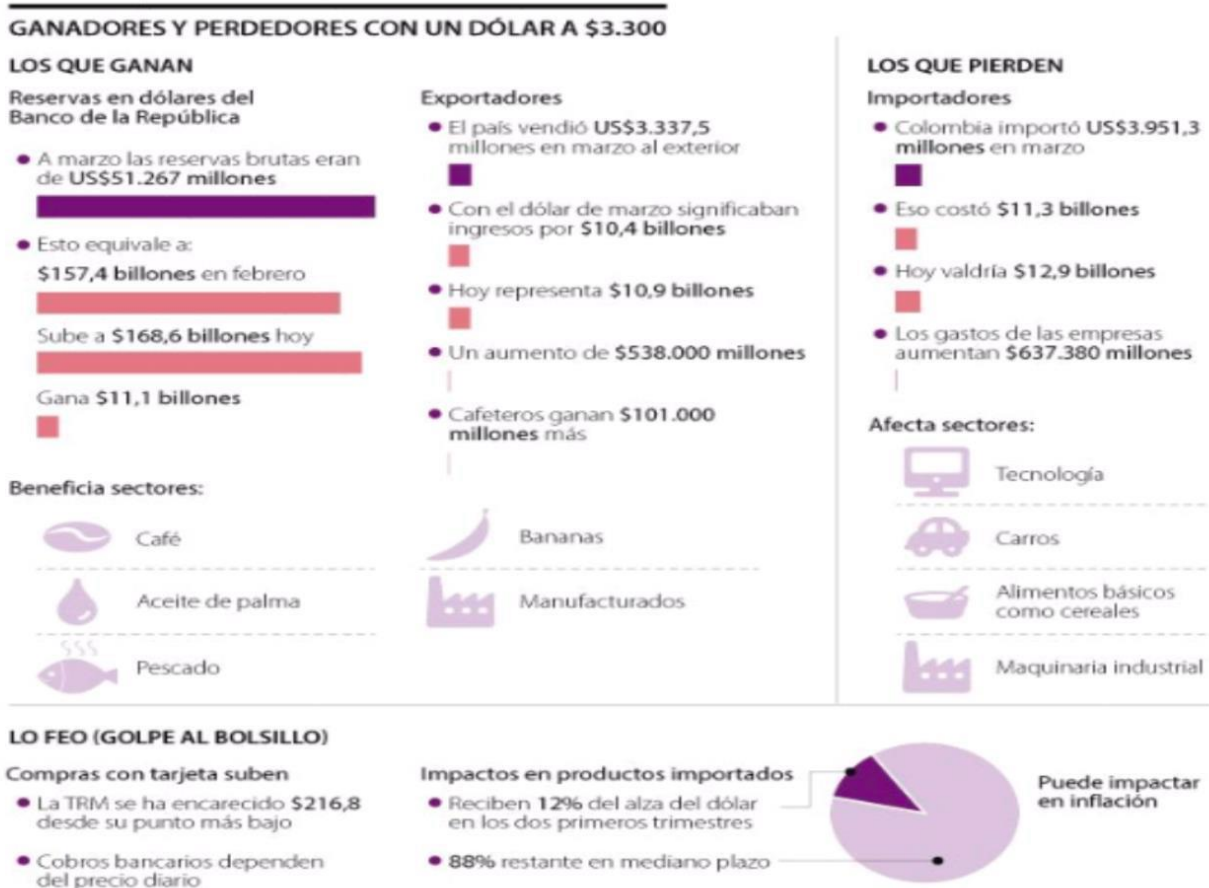 GANADORES Y PERDEDORES CON UN DÓLAR A $3.300
LOS QUE GANAN
Reservas en dólares del
Banco de la República
• A marzo las reservas brutas eran
de US$51.267 millones
• Esto equivale a:
$157,4 billones en febrero
Sube a $168,6 billones hoy
Gana $11,1 billones
Exportadores
• El país vendió US$3.337,5
millones en marzo al exterior
• Con el dólar de marzo significaban
ingresos por $10,4 billones
• Hoy representa $10,9 billones
• Un aumento de $538.000 millones
• Cafeteros ganan $101.000
millones más
Beneficia sectores:
Café
Aceite de palma
Pescado
Bananas
Manufacturados
LOS QUE PIERDEN
Importadores
• Colombia importó US$3.951,3
millones en marzo
• Eso costó $11,3 billones
• Hoy valdría $12,9 billones
• Los gastos de las empresas
aumentan $637.380 millones
Afecta sectores:
Tecnología
Carros
Alimentos básicos
como cereales
Maquinaria industrial
LO FEO (GOLPE AL BOLSILLO)
Compras con tarjeta suben
• La TRM se ha encarecido $216,8
desde su punto más bajo
• Cobros bancarios dependen
del precio diario
Impactos en productos importados
• Reciben 12% del alza del dólar
en los dos primeros trimestres
• 88% restante en mediano plazo
Puede impactar
en inflación